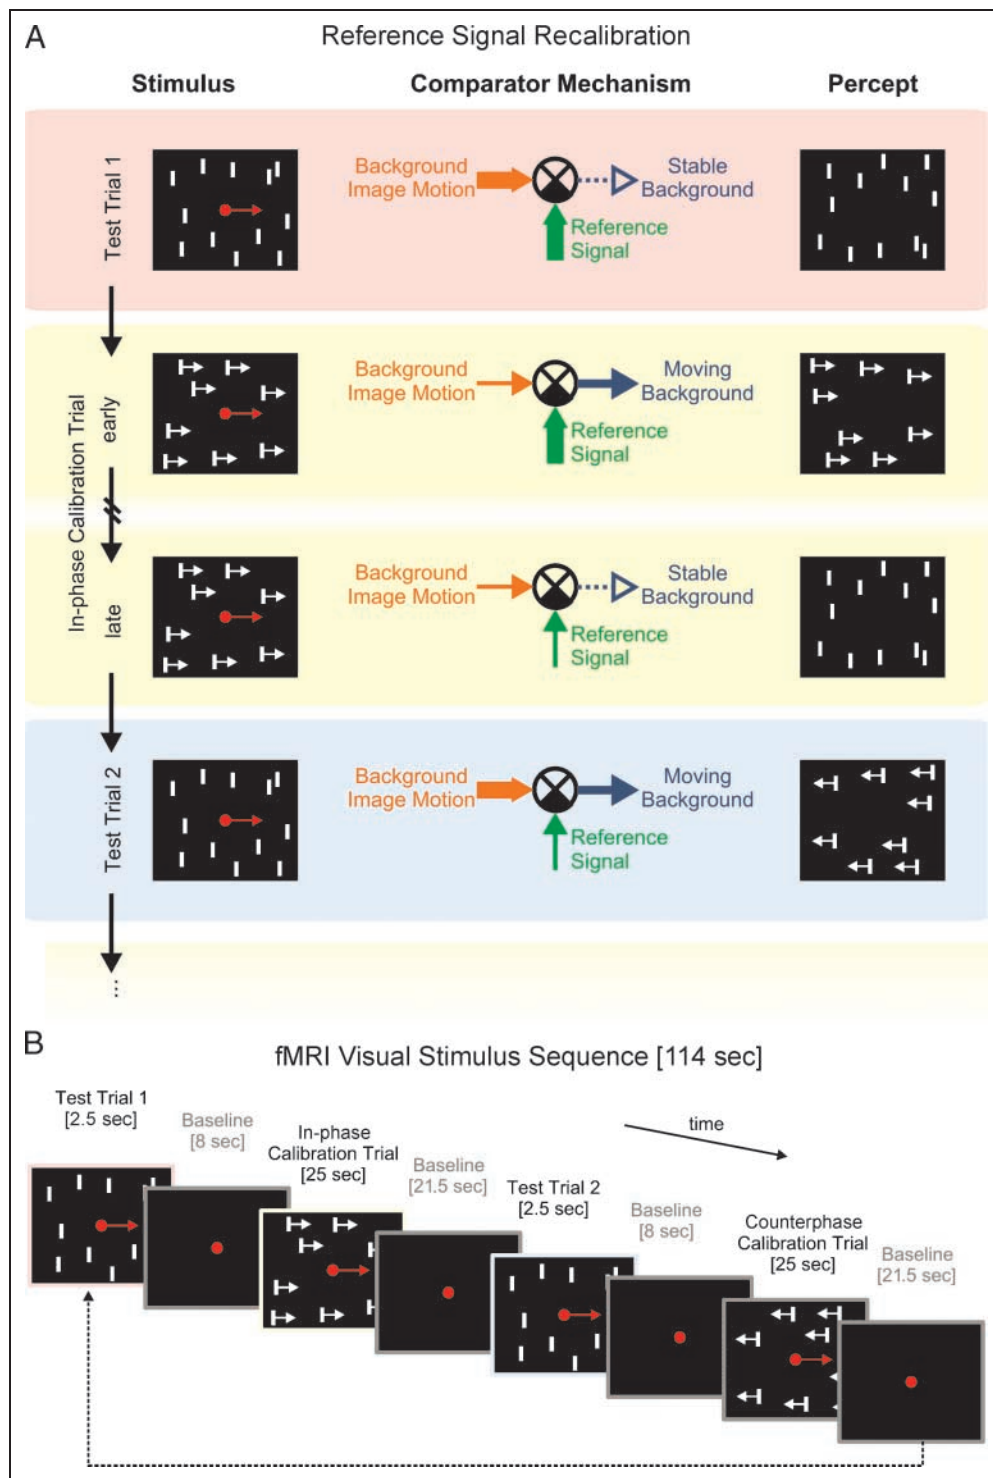 A
Reference Signal Recalibration
Stimulus
Comparator Mechanism
Percept
Test Trial 1
Background
Image Motion
Reference
Signal
Stable
Background
In-phase Calibration Trial
early
Background
Image Motion
Reference
Signal
Moving
Background
late
Background
Image Motion
Reference
Signal
Stable
Background
Test Trial 2
Background
Image Motion
Reference
Signal
Moving
Background
...
B
fMRI Visual Stimulus Sequence [114 sec]
Test Trial 1
[2.5 sec]
Baseline
[8 sec]
In-phase
Calibration Trial
[25 sec]
Baseline
[21.5 sec]
Test Trial 2
[2.5 sec]
Baseline
[8 sec]
time
Counterphase
Calibration Trial
[25 sec]
Baseline
[21.5 sec]